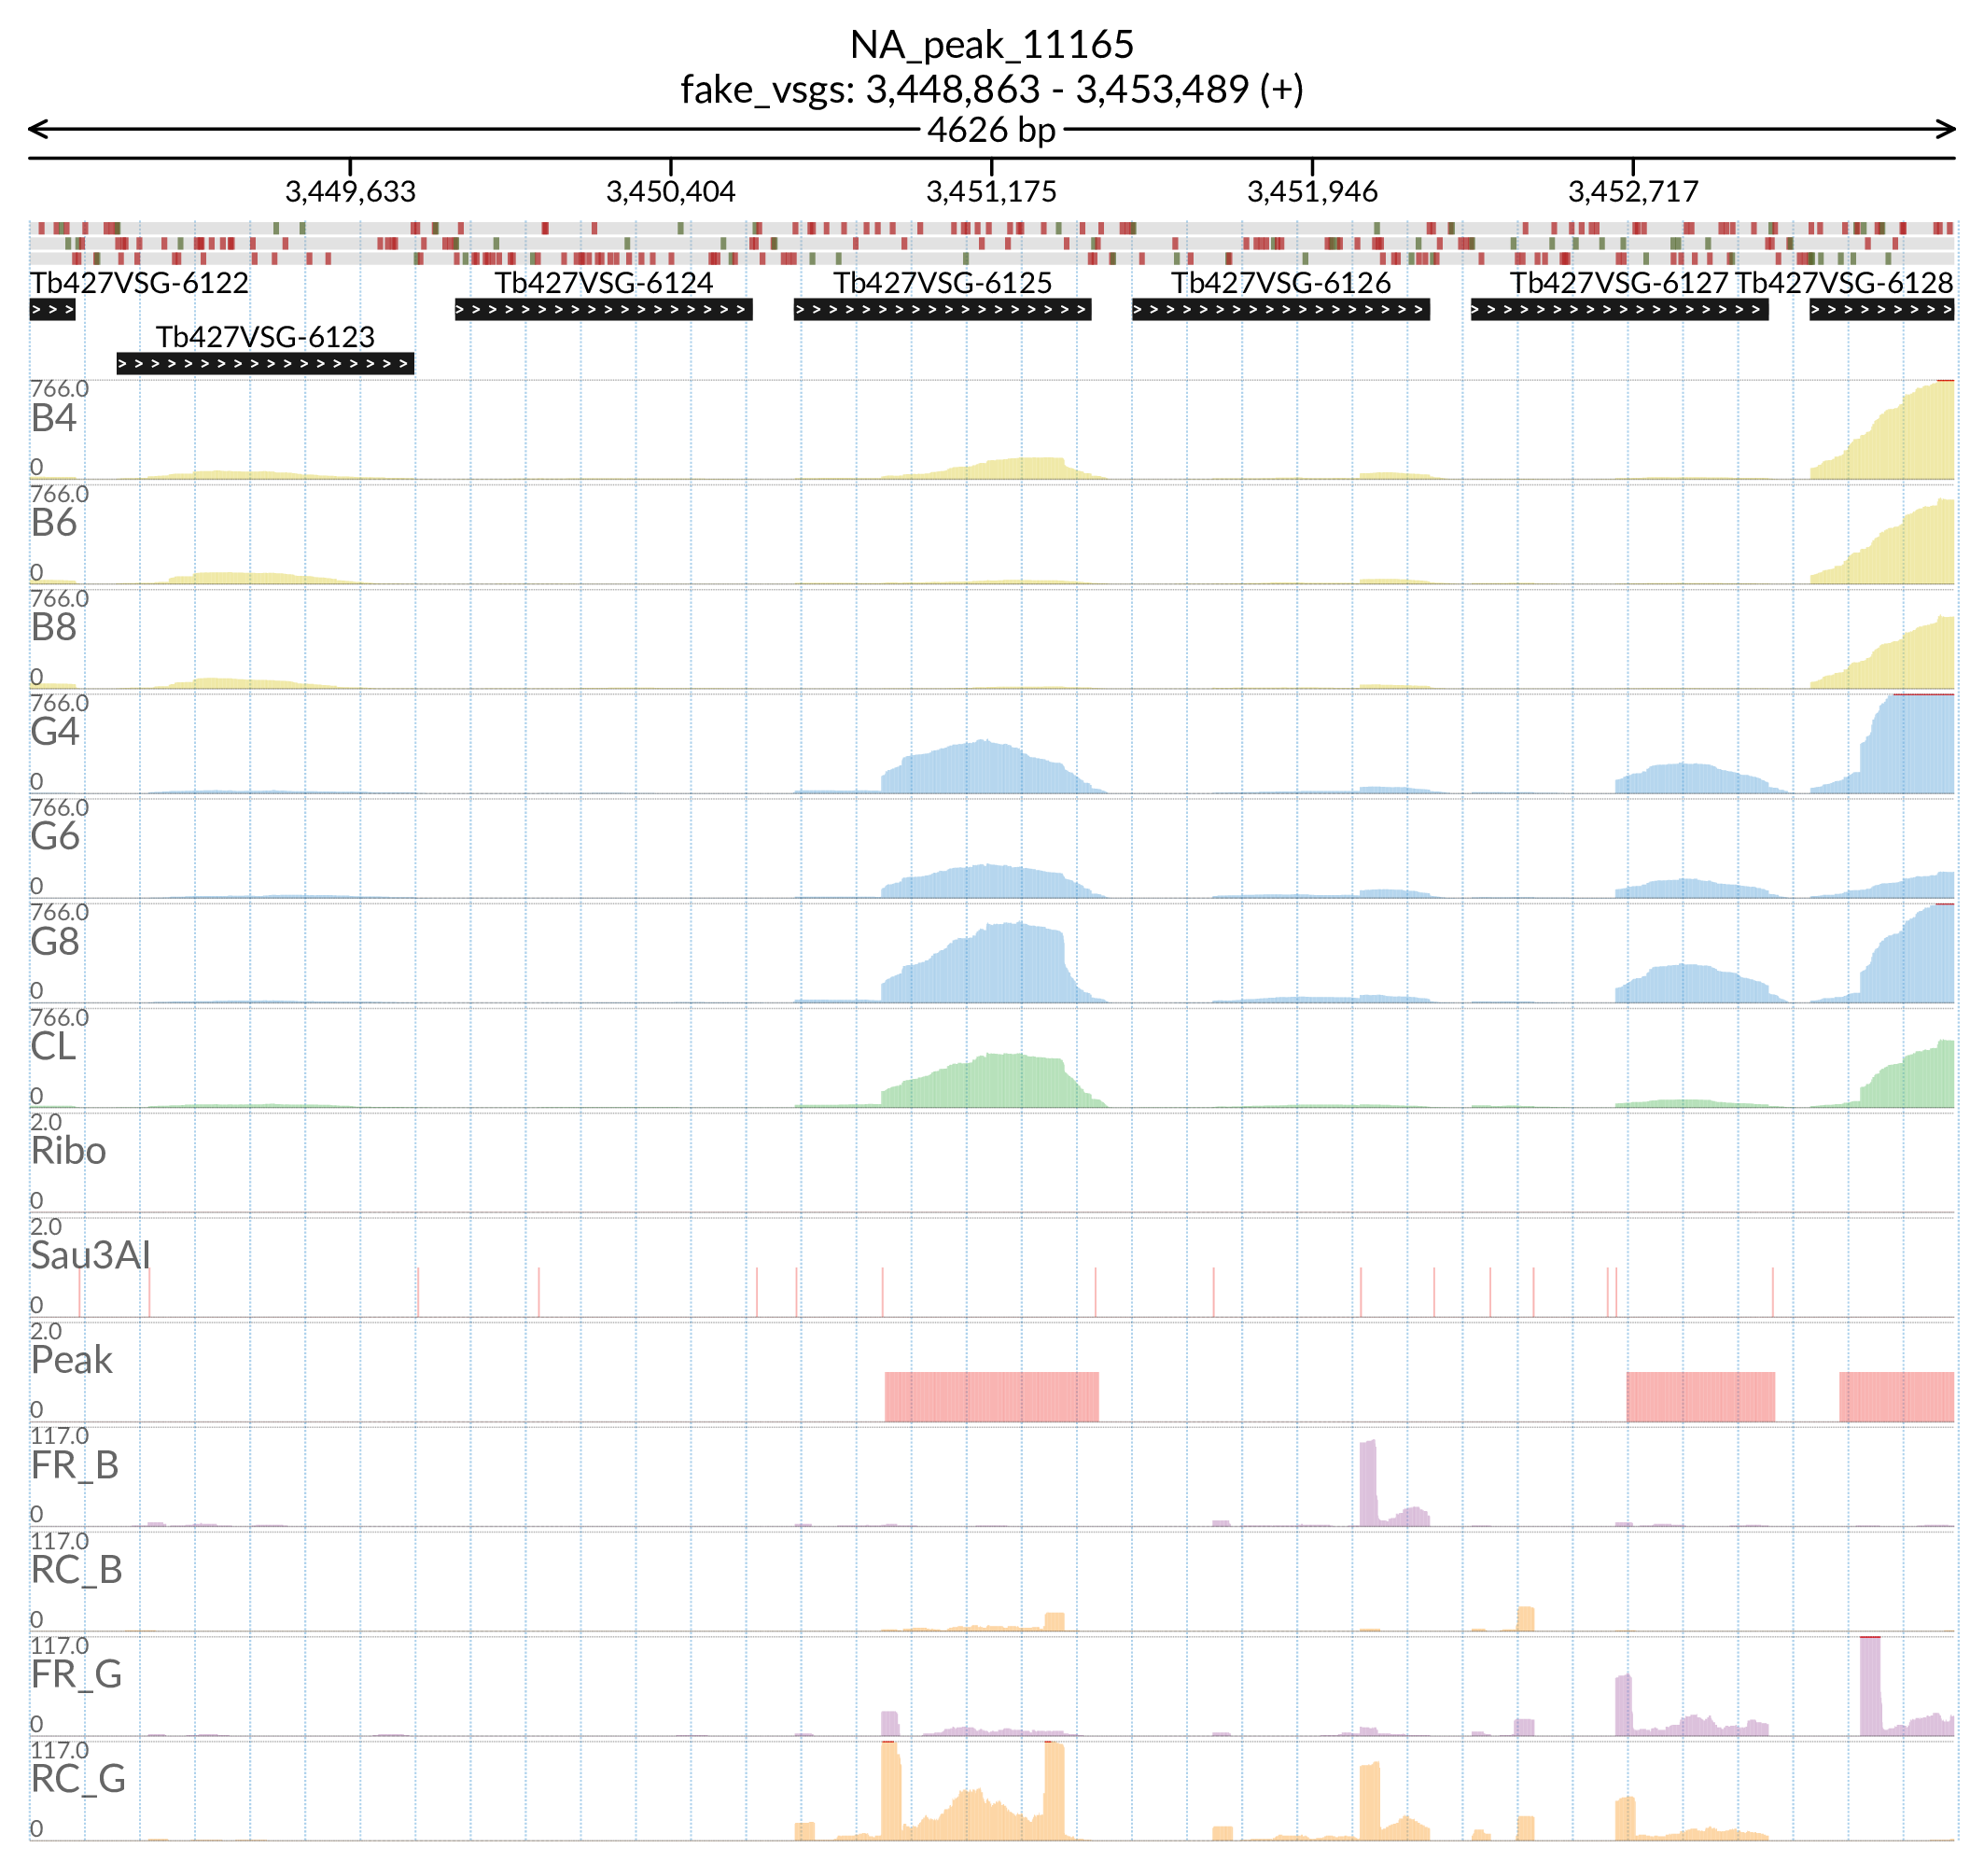 NA_peak_11165
fake_vsgs: 3,448,863 - 3,453,489 (+)
4626 bp
3,449,633 3,450,404 3,451,175 3,451,946 3,452,717
Tb427VSG-6122 Tb427VSG-6124 Tb427VSG-6125 Tb427VSG-6126 Tb427VSG-6127 Tb427VSG-6128
Tb427VSG-6123
766.0
B4
0
766.0
B6
0
766.0
B8
0
766.0
G4
0
766.0
G6
0
766.0
G8
0
766.0
CL
0
2.0
Ribo
0
2.0
Sau3AI
0
2.0
Peak
0
117.0
FR_B
0
117.0
RC_B
0
117.0
FR_G
0
117.0
RC_G
0